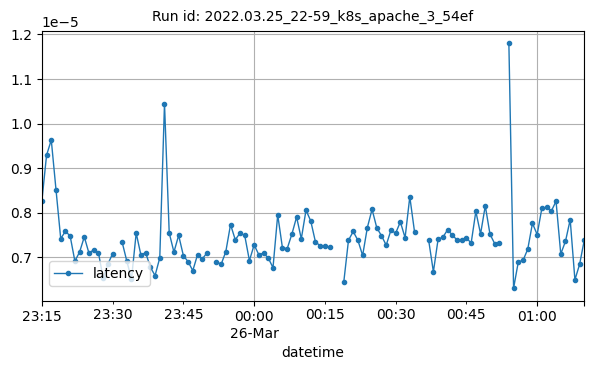 Run id: 2022.03.25_22-59_k8s_apache_3_54ef
1e−5
1.2
1.1
1.0
0.9
0.8
0.7
latency
23:15
23:30
23:45
00:00
26-Mar
00:15
00:30
00:45
01:00
datetime